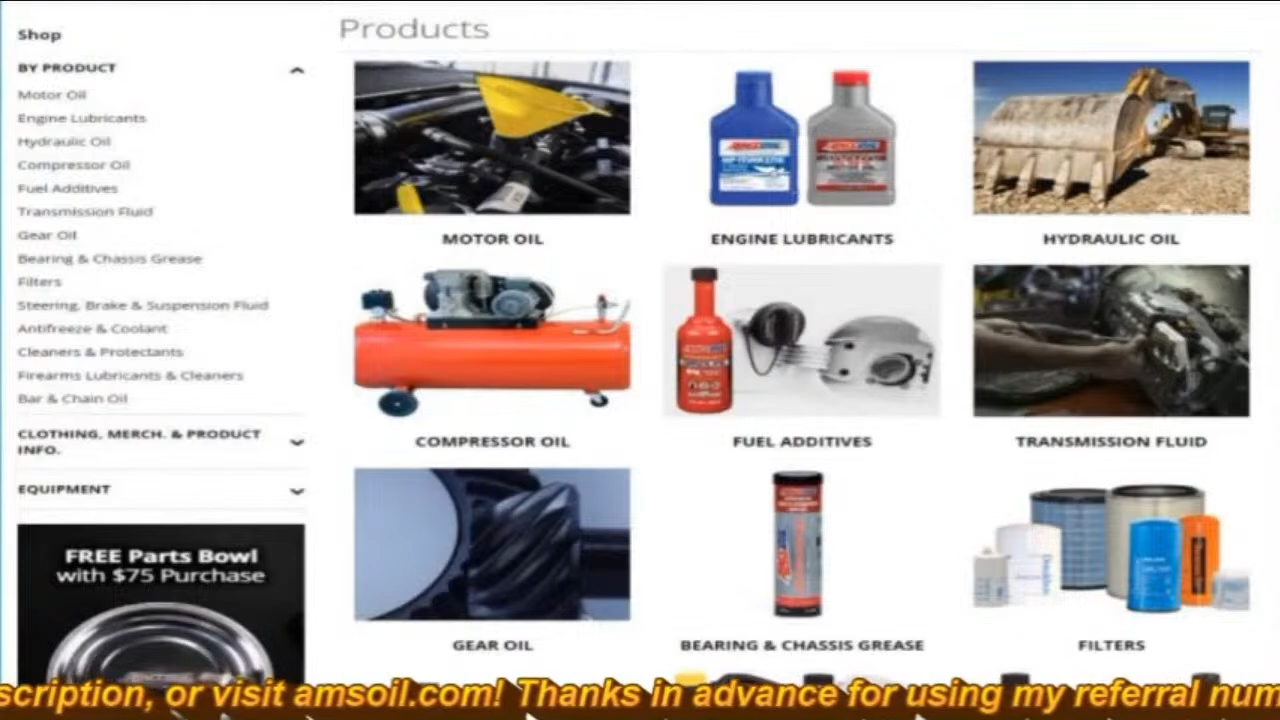 Shop
BY PRODUCT
Motor Oil
Engine Lubricants
Hydraulic Oil
Compressor Oil
Fuel Additives
Transmission Fluid
Gear Oil
Bearing & Chassis Grease
Filters
Steering, Brake & Suspension Fluid
Antifreeze & Coolant
Cleaners & Protectants
Firearms Lubricants & Cleaners
Bar & Chain Oil
CLOTHING, MERCH. & PRODUCT
INFO.
EQUIPMENT
FREE Parts Bowl
with $75 Purchase
Products
MOTOR OIL
ENGINE LUBRICANTS
HYDRAULIC OIL
COMPRESSOR OIL
FUEL ADDITIVES
TRANSMISSION FLUID
GEAR OIL
BEARING & CHASSIS GREASE
FILTERS
scription, or visit amsoil.com! Thanks in advance for using my referral num